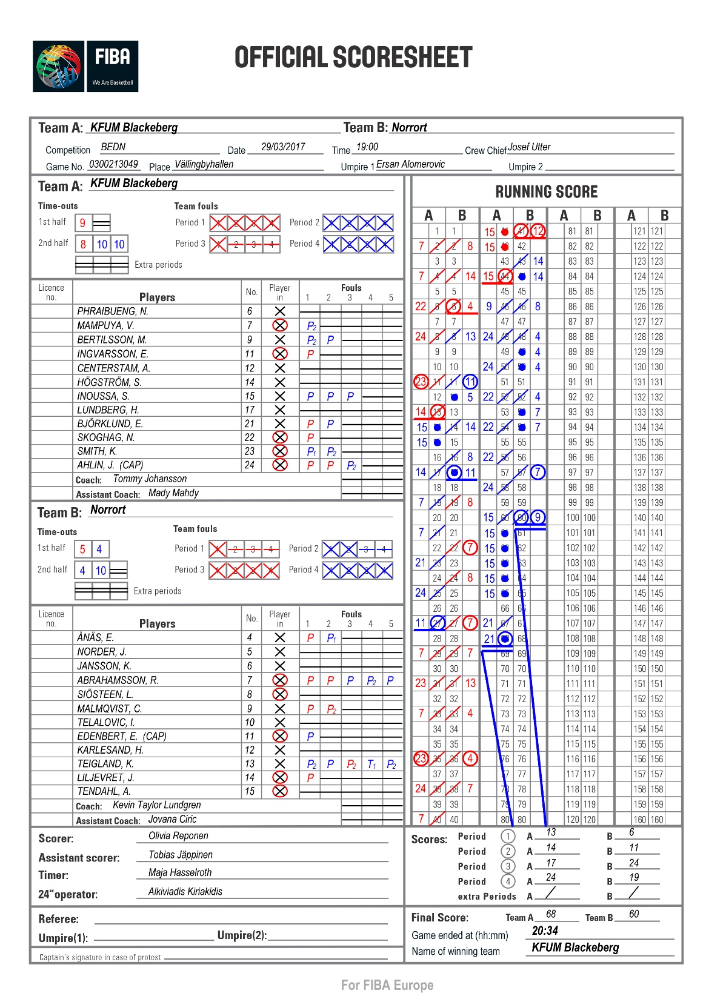 FIBA
We Are Basketball
OFFICIAL SCORESHEET
Team A: KFUM Blackeberg Team B: Norrort
Competition BEDN Date 29/03/2017 Time 19:00 Crew Chief Josef Utter
Game No. 0300213049 Place Vällingbyhallen Umpire 1 Ersan Alomerovic Umpire 2
Team A: KFUM Blackeberg
Time-outs Team fouls
1st half 9 Period 1 1 2 3 4 Period 2 1 2 3 4
2nd half 8 10 10 Period 3 1 2 3 4 Period 4 1 2 3 4
Extra periods
Licence no. Players No. Player in Fouls 1 2 3 4 5
PHRAIBUENG, N. 6
MAMPUYA, V. 7 P2
BERTILSSON, M. 9 P2 P
INGVARSSON, E. 11 P
CENTERSTAM, A. 12
HÖGSTRÖM, S. 14
INOUSSA, S. 15 P P P
LUNDBERG, H. 17
BJÖRKLUND, E. 21 P P
SKOGHAG, N. 22 P
SMITH, K. 23 P1 P2
AHLIN, J. (CAP) 24 P P P2
Coach: Tommy Johansson
Assistant Coach: Mady Mahdy
Team B: Norrort
Time-outs Team fouls
1st half 5 4 Period 1 1 2 3 4 Period 2 1 2 3 4
2nd half 4 10 Period 3 1 2 3 4 Period 4 1 2 3 4
Extra periods
Licence no. Players No. Player in Fouls 1 2 3 4 5
ÅNÄS, E. 4 P P1
NORDER, J. 5
JANSSON, K. 6
ABRAHAMSSON, R. 7 P P P P2 P
SIÖSTEEN, L. 8
MALMQVIST, C. 9 P P2
TELALOVIC, I. 10
EDENBERT, E. (CAP) 11 P
KARLESAND, H. 12
TEIGLAND, K. 13 P2 P P2 T1 P2
LILJEVRET, J. 14 P
TENDAHL, A. 15
Coach: Kevin Taylor Lundgren
Assistant Coach: Jovana Ciric
Scorer: Olivia Reponen
Assistant scorer: Tobias Jäppinen
Timer: Maja Hasselroth
24“operator: Alkiviadis Kiriakidis
Referee:
Umpire(1): Umpire(2):
Captain's signature in case of protest
RUNNING SCORE
A B A B A B A B
1 1 15 41 41 12 81 81 121 121
7 2 2 8 15 42 42 82 82 122 122
3 3 43 43 14 83 83 123 123
7 4 4 14 15 44 44 14 84 84 124 124
5 5 45 45 85 85 125 125
22 6 6 4 9 46 46 8 86 86 126 126
7 7 47 47 87 87 127 127
24 8 8 13 24 48 48 4 88 88 128 128
9 9 49 49 4 89 89 129 129
10 10 24 50 50 4 90 90 130 130
23 11 11 11 51 51 91 91 131 131
12 12 5 22 52 52 4 92 92 132 132
14 13 13 53 53 7 93 93 133 133
15 14 14 14 22 54 54 7 94 94 134 134
15 15 15 55 55 95 95 135 135
16 16 8 22 56 56 96 96 136 136
14 17 17 11 57 57 7 97 97 137 137
18 18 24 58 58 98 98 138 138
7 19 19 8 59 59 99 99 139 139
20 20 15 60 60 9 100 100 140 140
7 21 21 15 61 61 101 101 141 141
22 22 7 15 62 62 102 102 142 142
21 23 23 15 63 63 103 103 143 143
24 24 8 15 64 64 104 104 144 144
24 25 25 15 65 65 105 105 145 145
26 26 66 66 106 106 146 146
11 27 27 7 21 67 67 107 107 147 147
28 28 21 68 68 108 108 148 148
7 29 29 7 69 69 109 109 149 149
30 30 70 70 110 110 150 150
23 31 31 13 71 71 111 111 151 151
32 32 72 72 112 112 152 152
7 33 33 4 73 73 113 113 153 153
34 34 74 74 114 114 154 154
35 35 75 75 115 115 155 155
23 36 36 4 76 76 116 116 156 156
37 37 77 77 117 117 157 157
24 38 38 7 78 78 118 118 158 158
39 39 79 79 119 119 159 159
7 40 40 80 80 120 120 160 160
Scores: Period 1 A 13 B 6
Period 2 A 14 B 11
Period 3 A 17 B 24
Period 4 A 24 B 19
extra Periods A / B /
Final Score: Team A 68 Team B 60
Game ended at (hh:mm) 20:34
Name of winning team KFUM Blackeberg
For FIBA Europe